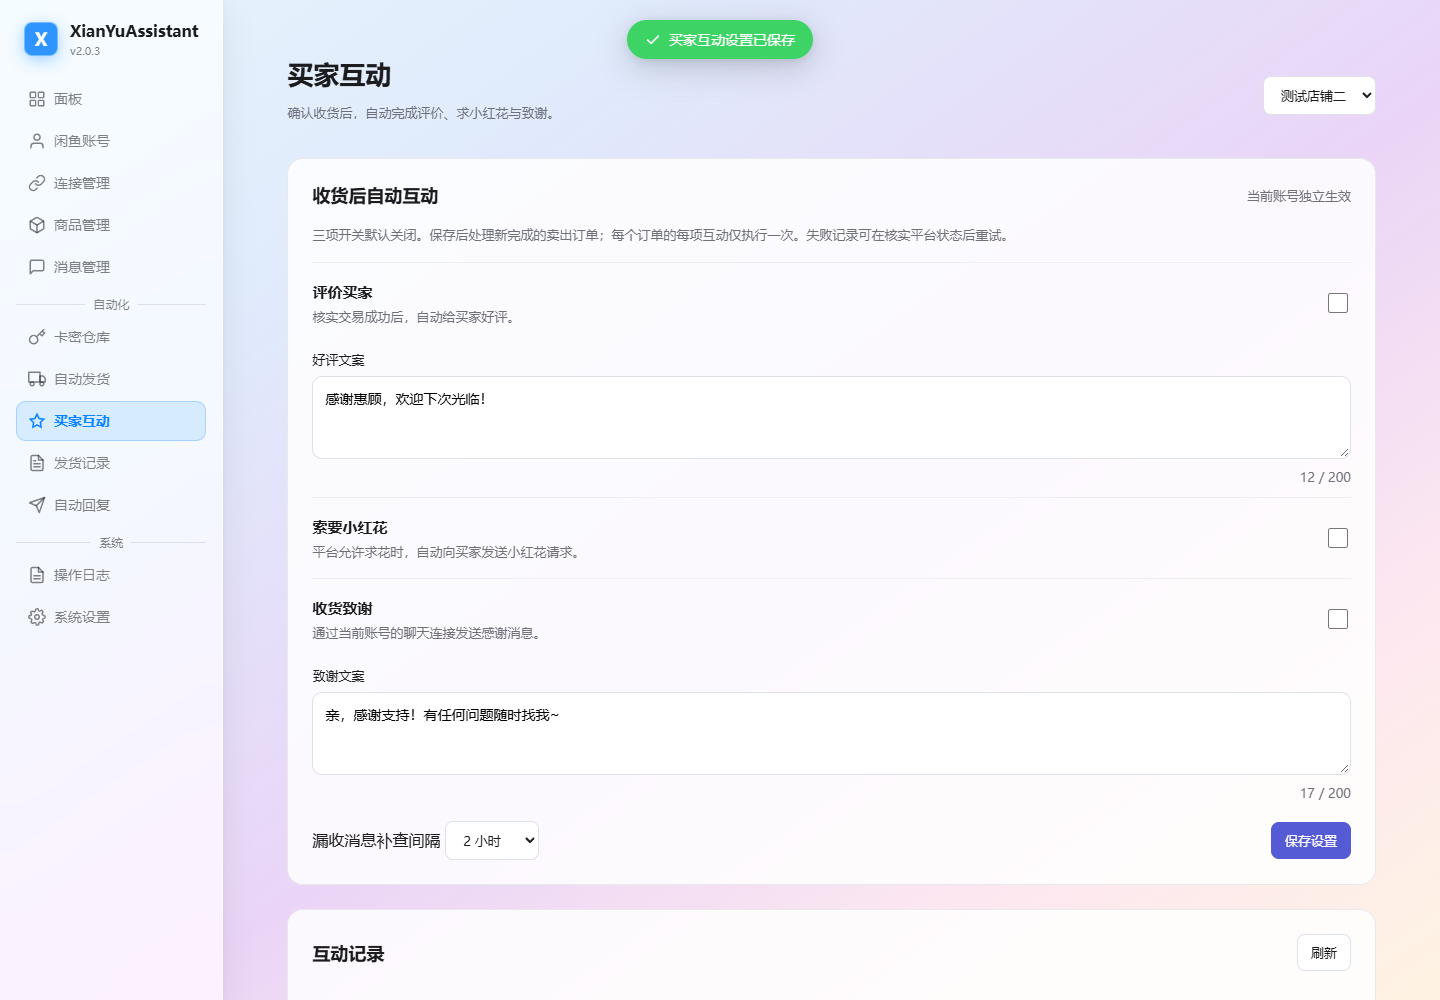 X
XianYuAssistant
v2.0.3
面板
闲鱼账号
连接管理
商品管理
消息管理
自动化
卡密仓库
自动发货
买家互动
发货记录
自动回复
系统
操作日志
系统设置
买家互动设置已保存
买家互动
确认收货后，自动完成评价、求小红花与致谢。
测试店铺二
收货后自动互动
当前账号独立生效
三项开关默认关闭。保存后处理新完成的卖出订单；每个订单的每项互动仅执行一次。失败记录可在核实平台状态后重试。
评价买家
核实交易成功后，自动给买家好评。
好评文案
感谢惠顾，欢迎下次光临！
12 / 200
索要小红花
平台允许求花时，自动向买家发送小红花请求。
收货致谢
通过当前账号的聊天连接发送感谢消息。
致谢文案
亲，感谢支持！有任何问题随时找我~
17 / 200
漏收消息补查间隔 2 小时
保存设置
互动记录
刷新